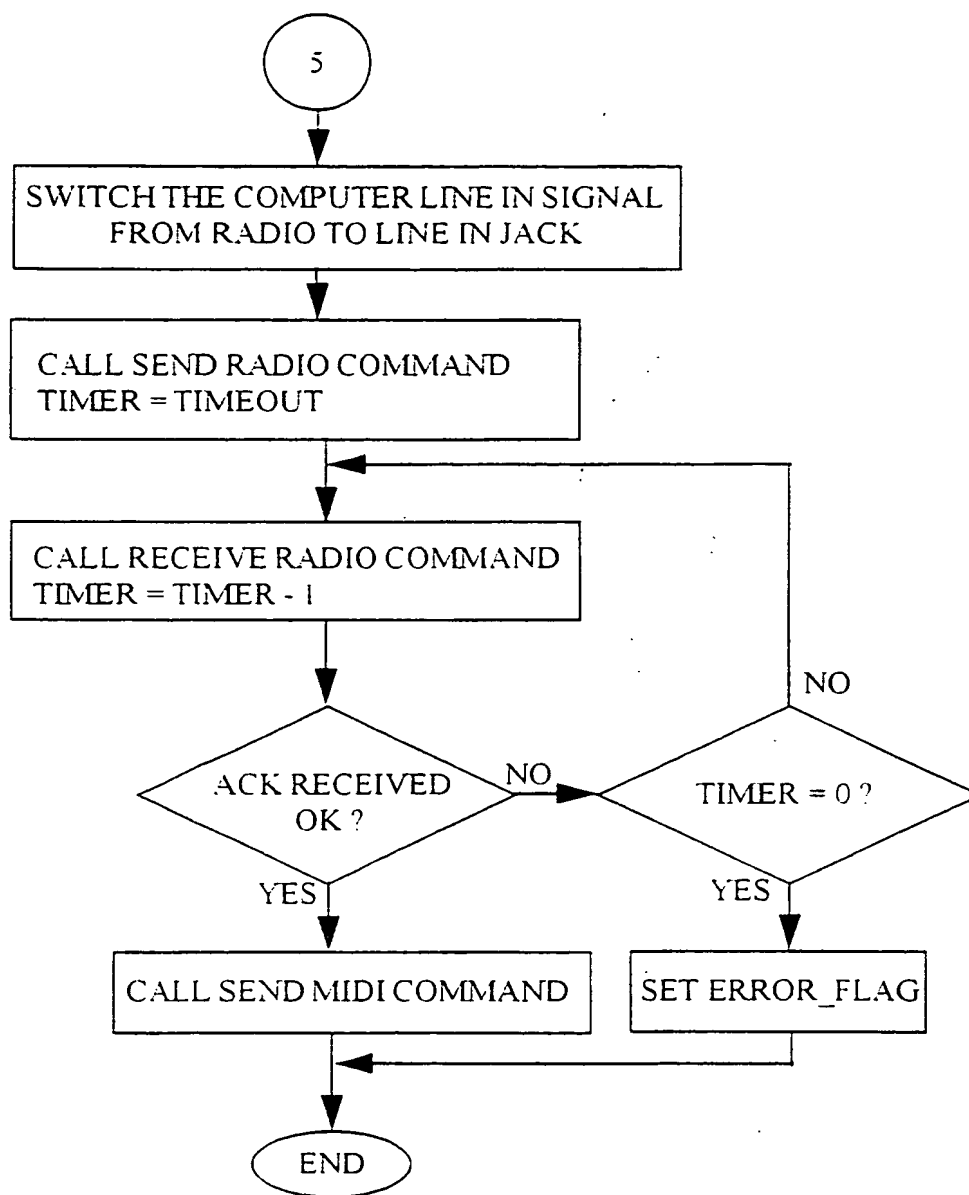 5
SWITCH THE COMPUTER LINE IN SIGNAL
FROM RADIO TO LINE IN JACK
CALL SEND RADIO COMMAND
TIMER = TIMEOUT
CALL RECEIVE RADIO COMMAND
TIMER = TIMER - 1
NO
ACK RECEIVED
OK ?
NO
TIMER = 0 ?
YES
YES
CALL SEND MIDI COMMAND
SET ERROR_FLAG
END